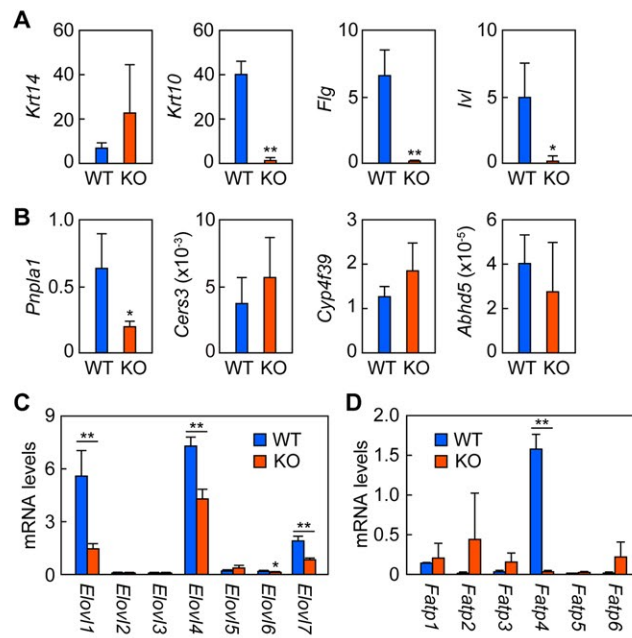 A
Krt14
60
40
20
0
WT KO
Krt10
60
40
20
0
**
WT KO
Flg
10
5
0
**
WT KO
Ivl
10
5
0
*
WT KO
B
Pnpla1
1.0
0.5
0
*
WT KO
Cers3 (x10-3)
10
5
0
WT KO
Cyp4f39
3
2
1
0
WT KO
Abhd5 (x10-5)
6
4
2
0
WT KO
C
mRNA levels
9
6
3
0
**
**
*
**
WT
KO
Elovl1
Elovl2
Elovl3
Elovl4
Elovl5
Elovl6
Elovl7
D
mRNA levels
2.0
1.5
1.0
0.5
0
**
WT
KO
Fatp1
Fatp2
Fatp3
Fatp4
Fatp5
Fatp6